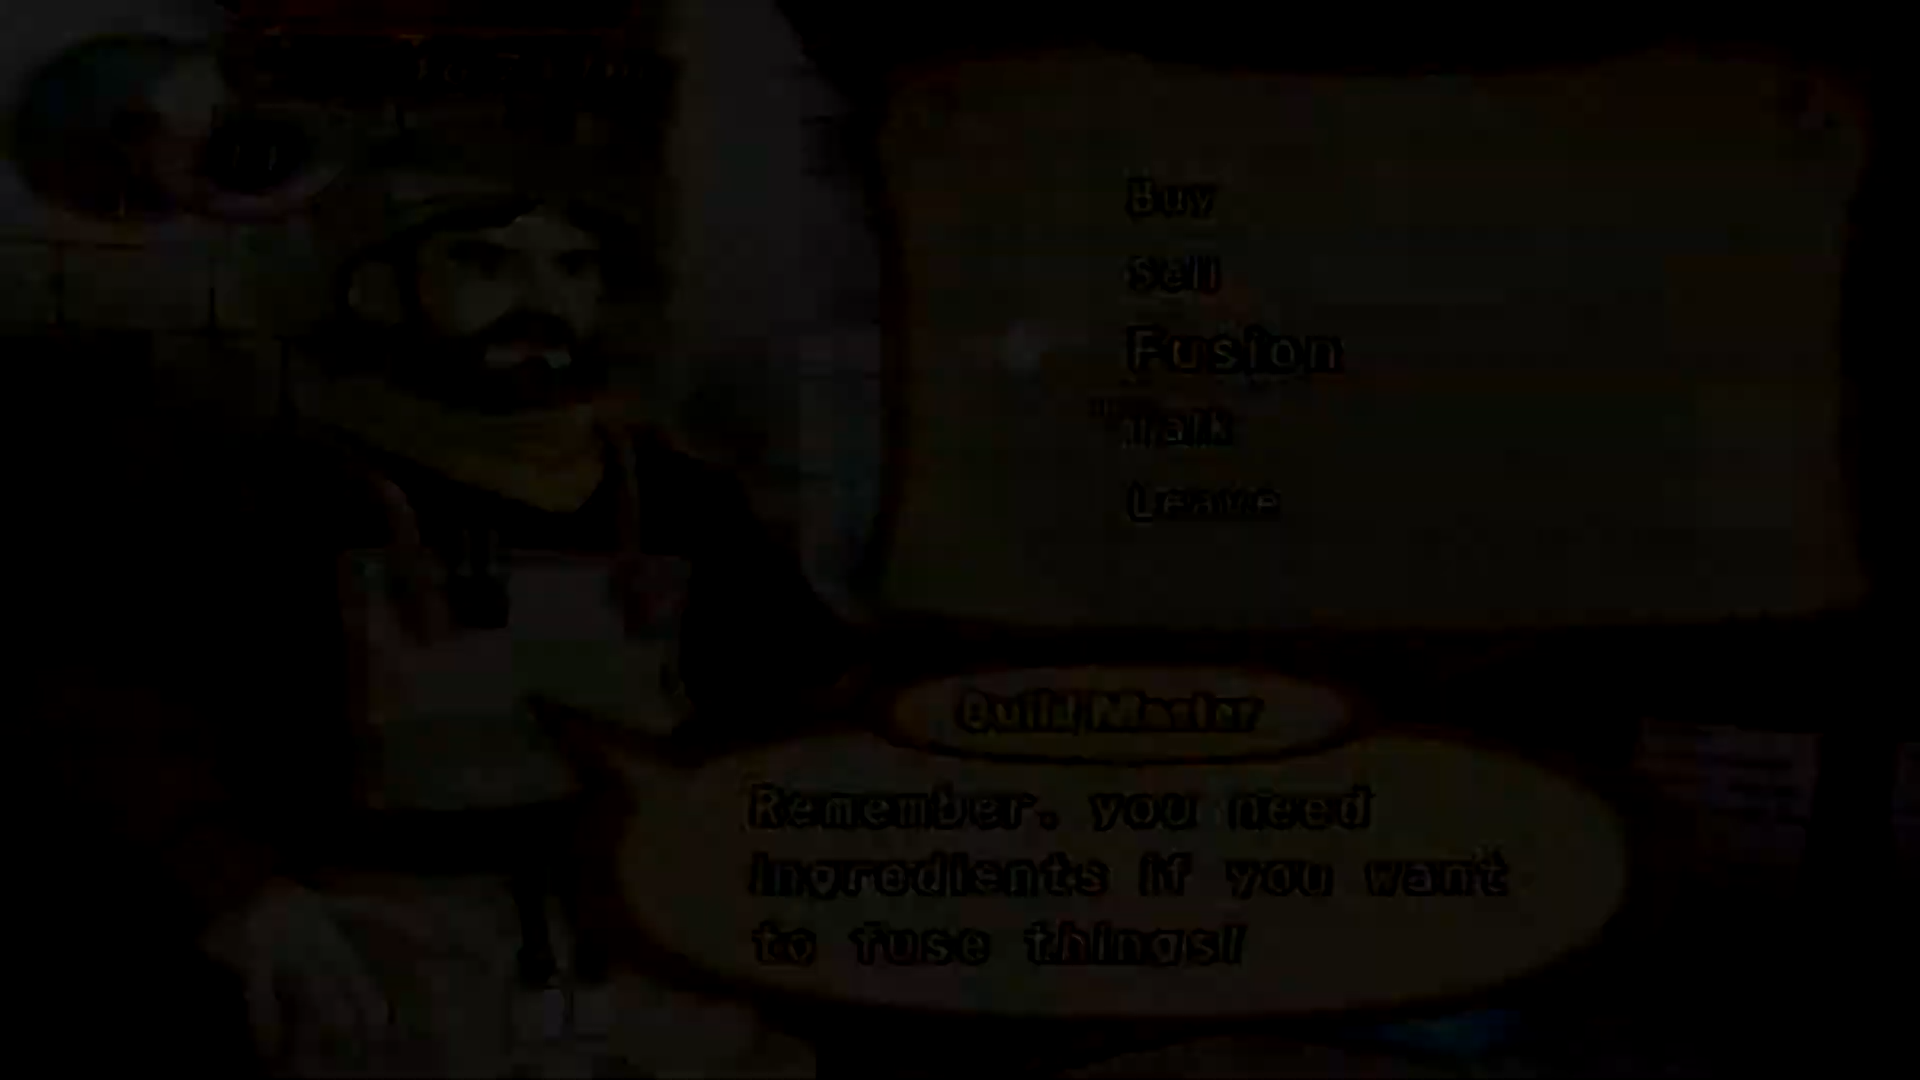 Buy
Sell
Fusion
Talk
Leave
Guild Master
Remember, you need
ingredients if you want
to fuse things!